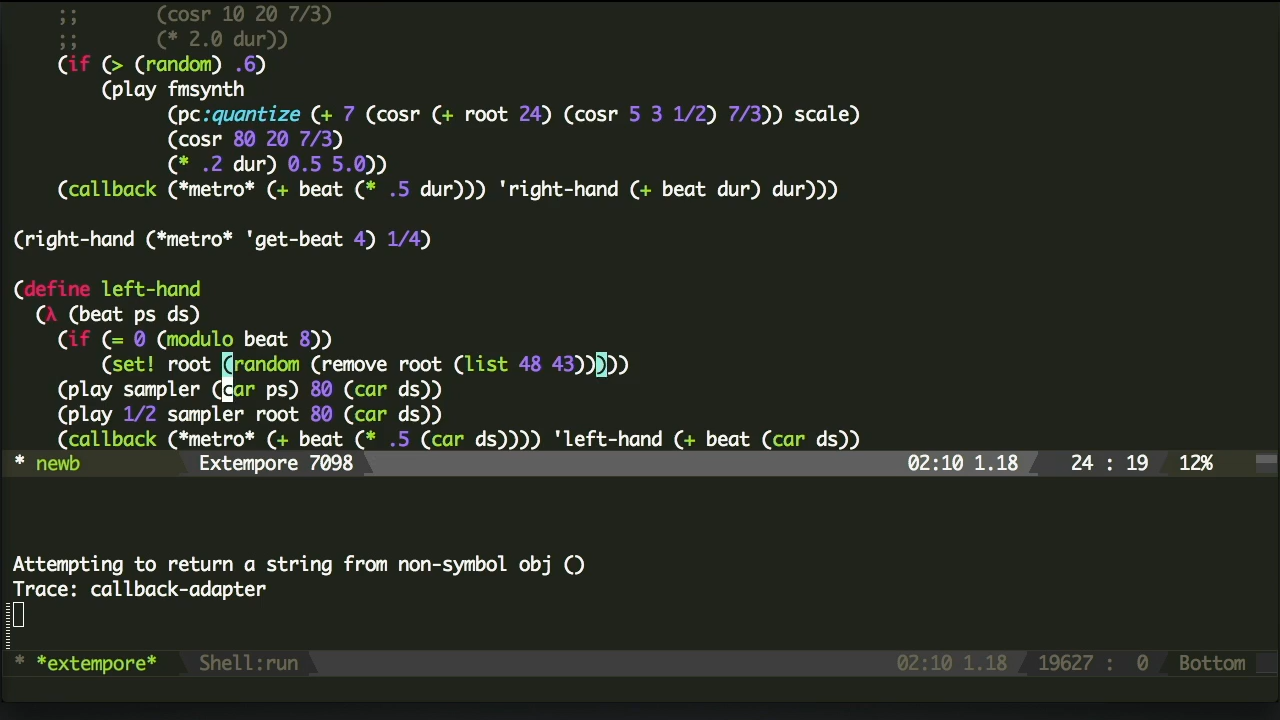 ;;       (cosr 10 20 7/3)
;;       (* 2.0 dur))
(if (> (random) .6)
(play fmsynth
(pc:quantize (+ 7 (cosr (+ root 24) (cosr 5 3 1/2) 7/3)) scale)
(cosr 80 20 7/3)
(* .2 dur) 0.5 5.0))
(callback (*metro* (+ beat (* .5 dur))) 'right-hand (+ beat dur) dur)))
(right-hand (*metro* 'get-beat 4) 1/4)
(define left-hand
(λ (beat ps ds)
(if (= 0 (modulo beat 8))
(set! root (random (remove root (list 48 43)))))
(play sampler (car ps) 80 (car ds))
(play 1/2 sampler root 80 (car ds))
(callback (*metro* (+ beat (* .5 (car ds)))) 'left-hand (+ beat (car ds))
* newb Extempore 7098 02:10 1.18 24 : 19 12%
Attempting to return a string from non-symbol obj ()
Trace: callback-adapter
* *extempore* Shell:run 02:10 1.18 19627 : 0 Bottom